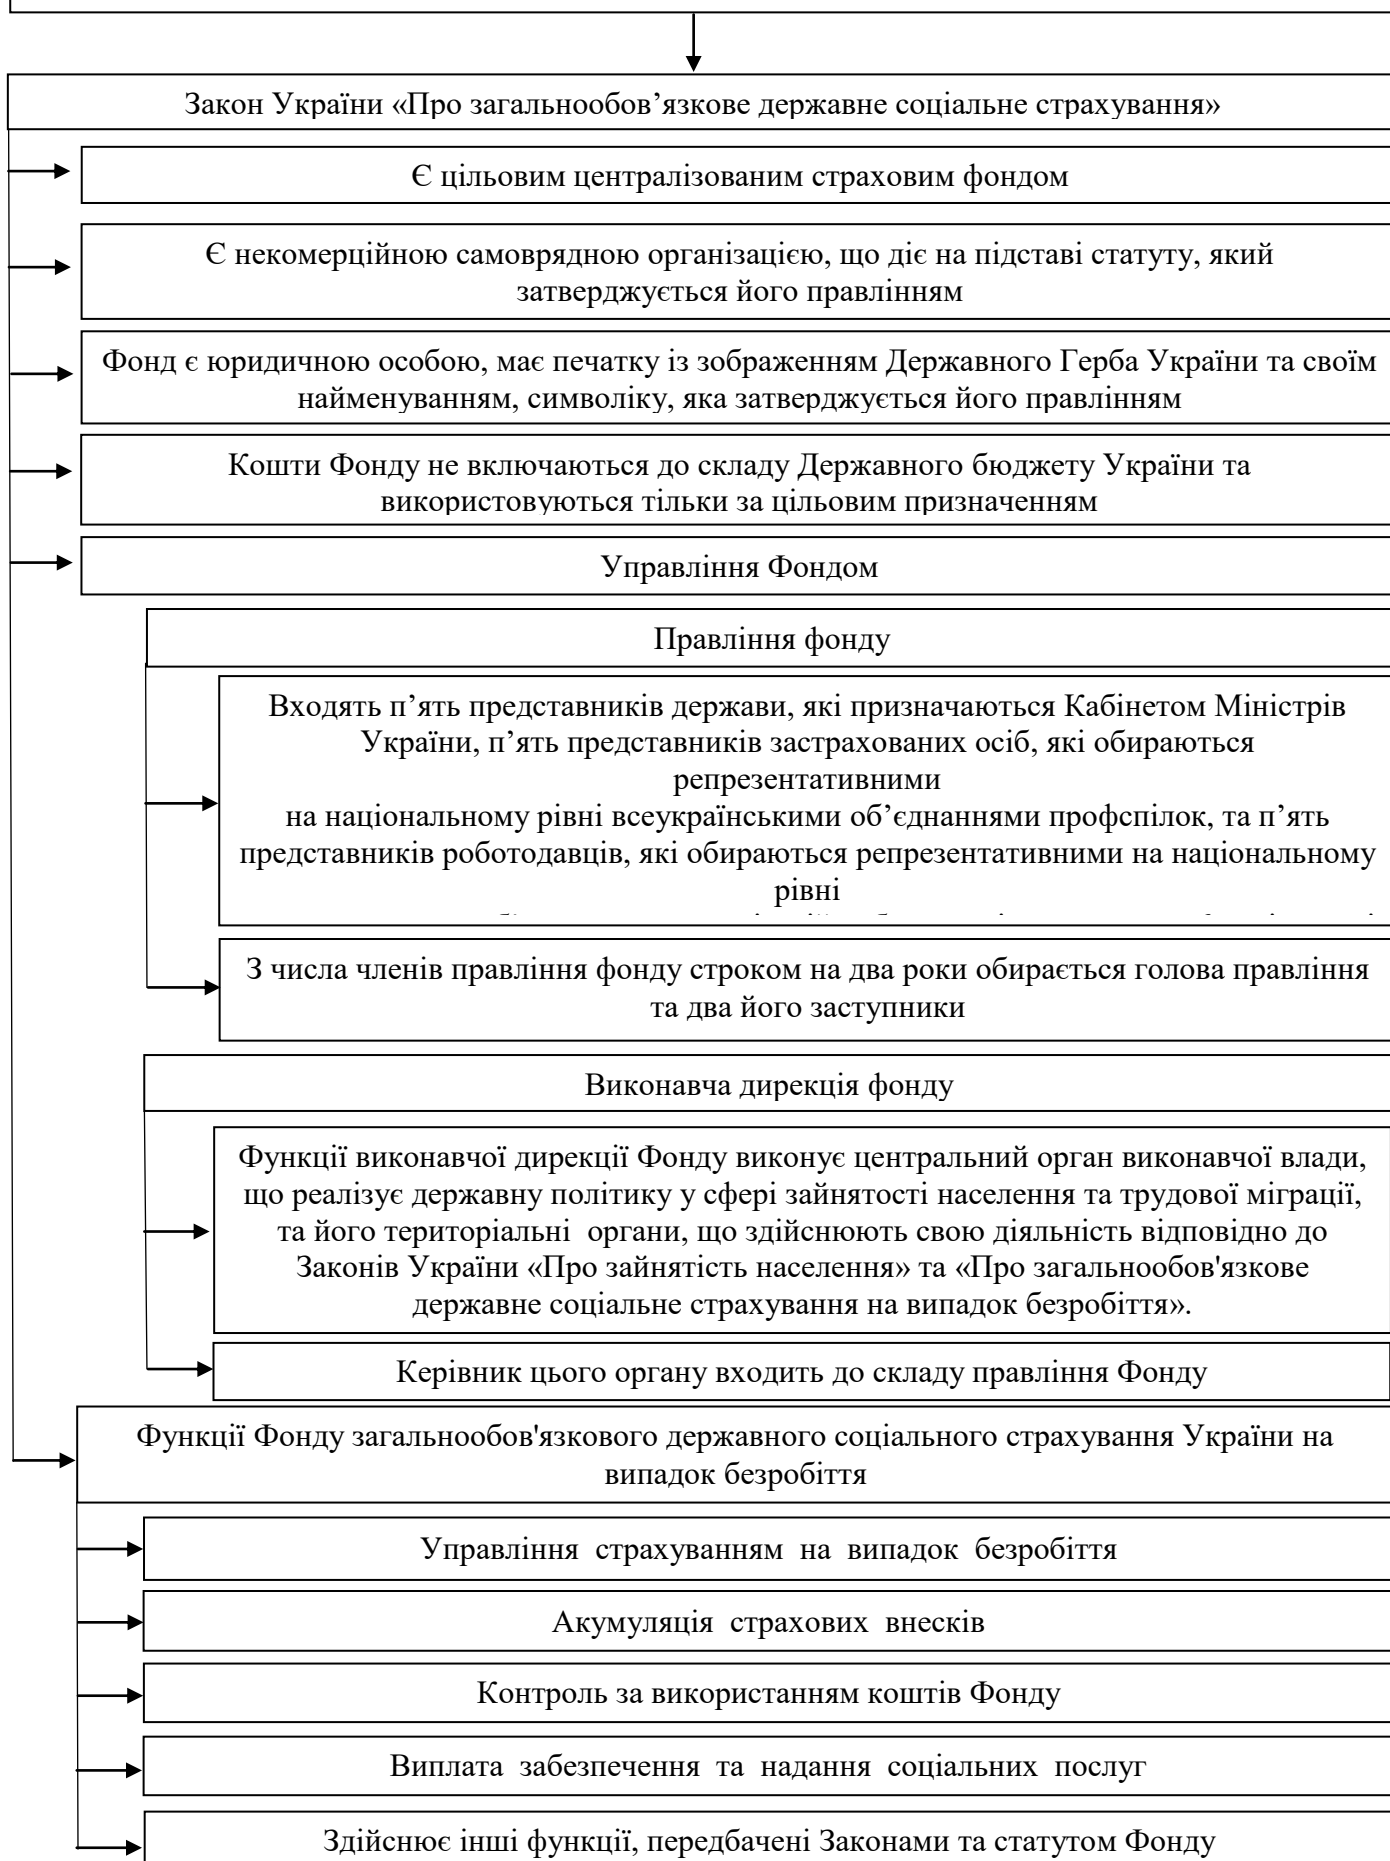 Закон України «Про загальнообов’язкове державне соціальне страхування»
Є цільовим централізованим страховим фондом
Є некомерційною самоврядною організацією, що діє на підставі статуту, який
затверджується його правлінням
Фонд є юридичною особою, має печатку із зображенням Державного Герба України та своїм
найменуванням, символіку, яка затверджується його правлінням
Кошти Фонду не включаються до складу Державного бюджету України та
використовуються тільки за цільовим призначенням
Управління Фондом
Правління фонду
Входять п’ять представників держави, які призначаються Кабінетом Міністрів
України, п’ять представників застрахованих осіб, які обираються
репрезентативними
на національному рівні всеукраїнськими об’єднаннями профспілок, та п’ять
представників роботодавців, які обираються репрезентативними на національному
рівні
З числа членів правління фонду строком на два роки обирається голова правління
та два його заступники
Виконавча дирекція фонду
Функції виконавчої дирекції Фонду виконує центральний орган виконавчої влади,
що реалізує державну політику у сфері зайнятості населення та трудової міграції,
та його територіальні органи, що здійснюють свою діяльність відповідно до
Законів України «Про зайнятість населення» та «Про загальнообов'язкове
державне соціальне страхування на випадок безробіття».
Керівник цього органу входить до складу правління Фонду
Функції Фонду загальнообов'язкового державного соціального страхування України на
випадок безробіття
Управління страхуванням на випадок безробіття
Акумуляція страхових внесків
Контроль за використанням коштів Фонду
Виплата забезпечення та надання соціальних послуг
Здійснює інші функції, передбачені Законами та статутом Фонду